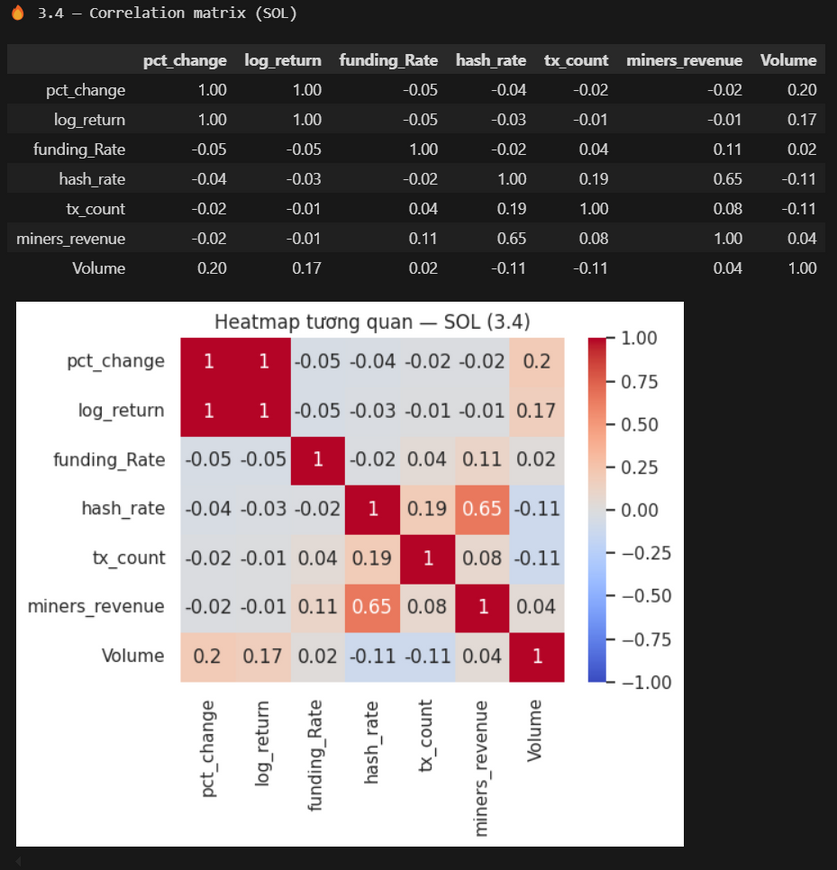 🔥 3.4 — Correlation matrix (SOL)
pct_change log_return funding_Rate hash_rate tx_count miners_revenue Volume
pct_change 1.00 1.00 -0.05 -0.04 -0.02 -0.02 0.20
log_return 1.00 1.00 -0.05 -0.03 -0.01 -0.01 0.17
funding_Rate -0.05 -0.05 1.00 -0.02 0.04 0.11 0.02
hash_rate -0.04 -0.03 -0.02 1.00 0.19 0.65 -0.11
tx_count -0.02 -0.01 0.04 0.19 1.00 0.08 -0.11
miners_revenue -0.02 -0.01 0.11 0.65 0.08 1.00 0.04
Volume 0.20 0.17 0.02 -0.11 -0.11 0.04 1.00
Heatmap tương quan — SOL (3.4)
pct_change 1 1 -0.05 -0.04 -0.02 -0.02 0.2
log_return 1 1 -0.05 -0.03 -0.01 -0.01 0.17
funding_Rate -0.05 -0.05 1 -0.02 0.04 0.11 0.02
hash_rate -0.04 -0.03 -0.02 1 0.19 0.65 -0.11
tx_count -0.02 -0.01 0.04 0.19 1 0.08 -0.11
miners_revenue -0.02 -0.01 0.11 0.65 0.08 1 0.04
Volume 0.2 0.17 0.02 -0.11 -0.11 0.04 1
pct_change log_return funding_Rate hash_rate tx_count miners_revenue Volume
1.00
0.75
0.50
0.25
0.00
−0.25
−0.50
−0.75
−1.00